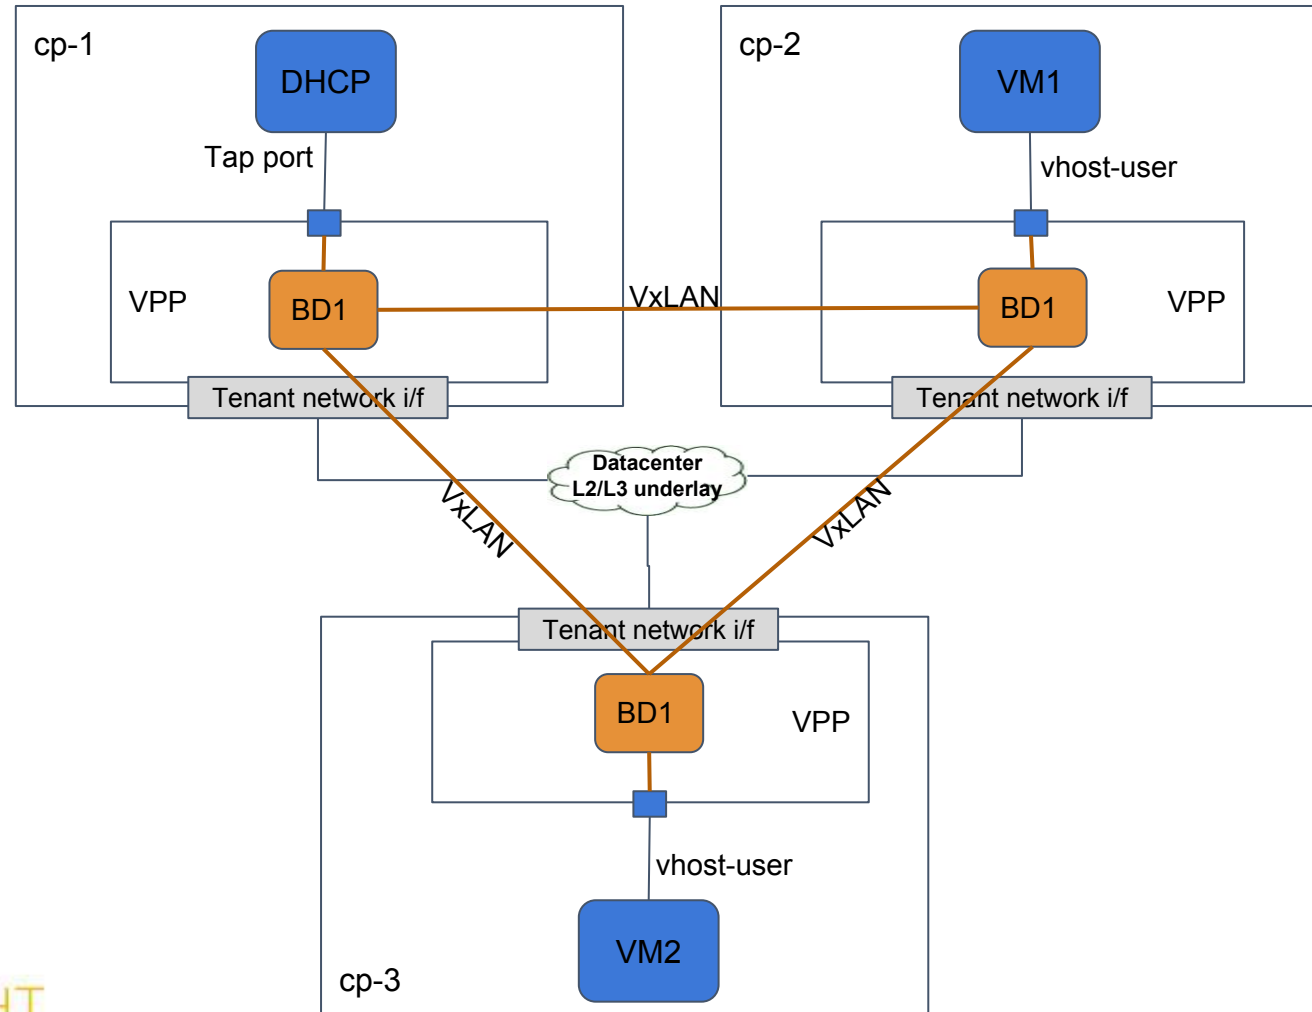 cp-1
DHCP
Tap port
VPP
BD1
Tenant network i/f
cp-2
VM1
vhost-user
BD1
VPP
Tenant network i/f
VxLAN
Datacenter
L2/L3 underlay
VxLAN
VxLAN
Tenant network i/f
BD1
VPP
vhost-user
VM2
cp-3